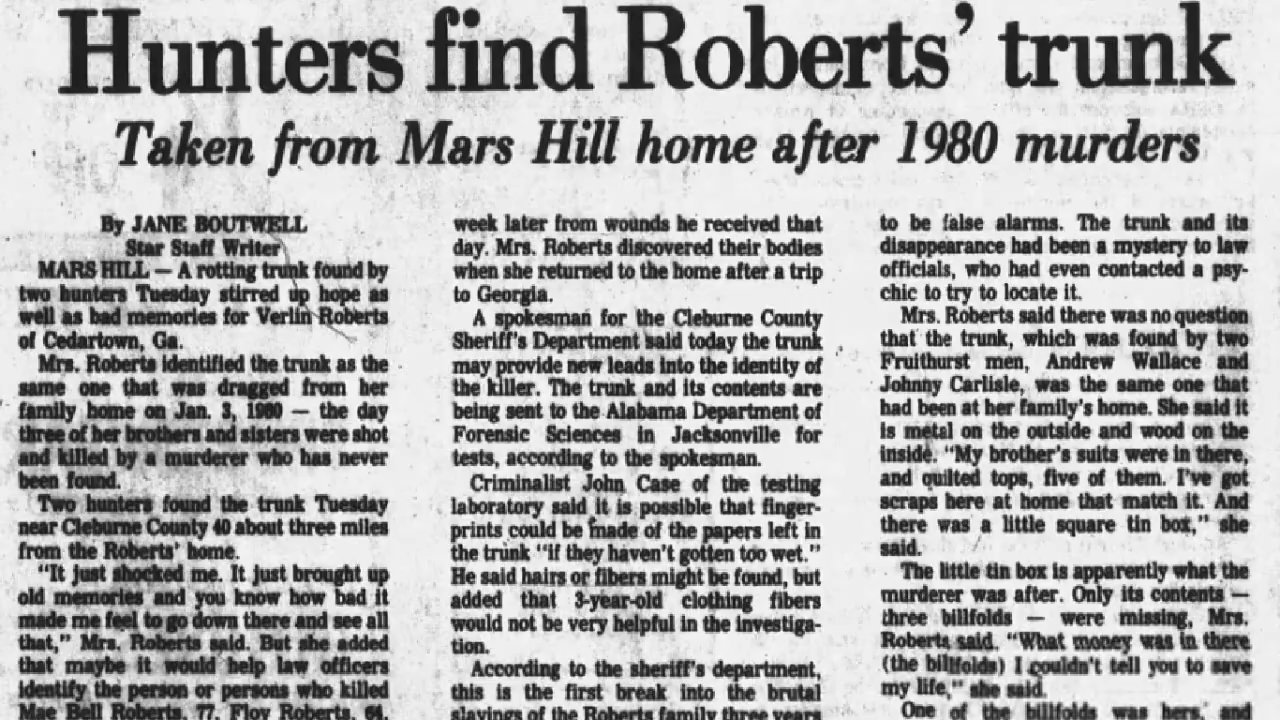 Hunters find Roberts' trunk
Taken from Mars Hill home after 1980 murders
By JANE BOUTWELL
Star Staff Writer
MARS HILL — A rotting trunk found by
two hunters Tuesday stirred up hope as
well as bad memories for Verlin Roberts
of Cedartown, Ga.
Mrs. Roberts identified the trunk as the
same one that was dragged from her
family home on Jan. 3, 1980 — the day
three of her brothers and sisters were shot
and killed by a murderer who has never
been found.
Two hunters found the trunk Tuesday
near Cleburne County 40 about three miles
from the Roberts' home.
"It just shocked me. It just brought up
old memories and you know how bad it
made me feel to go down there and see all
that," Mrs. Roberts said. But she added
that maybe it would help law officers
identify the person or persons who killed
Mae Bell Roberts, 77, Floy Roberts, 64,
week later from wounds he received that
day. Mrs. Roberts discovered their bodies
when she returned to the home after a trip
to Georgia.
A spokesman for the Cleburne County
Sheriff's Department said today the trunk
may provide new leads into the identity of
the killer. The trunk and its contents are
being sent to the Alabama Department of
Forensic Sciences in Jacksonville for
tests, according to the spokesman.
Criminalist John Case of the testing
laboratory said it is possible that finger-
prints could be made of the papers left in
the trunk "if they haven't gotten too wet."
He said hairs or fibers might be found, but
added that 3-year-old clothing fibers
would not be very helpful in the investiga-
tion.
According to the sheriff's department,
this is the first break into the brutal
slayings of the Roberts family three years
to be false alarms. The trunk and its
disappearance had been a mystery to law
officials, who had even contacted a psy-
chic to try to locate it.
Mrs. Roberts said there was no question
that the trunk, which was found by two
Fruithurst men, Andrew Wallace and
Johnny Carlisle, was the same one that
had been at her family's home. She said it
is metal on the outside and wood on the
inside. "My brother's suits were in there,
and quilted tops, five of them. I've got
scraps here at home that match it. And
there was a little square tin box," she
said.
The little tin box is apparently what the
murderer was after. Only its contents —
three billfolds — were missing, Mrs.
Roberts said. "What money was in there
(the billfolds) I couldn't tell you to save
my life," she said.
One of the billfolds was hers, and